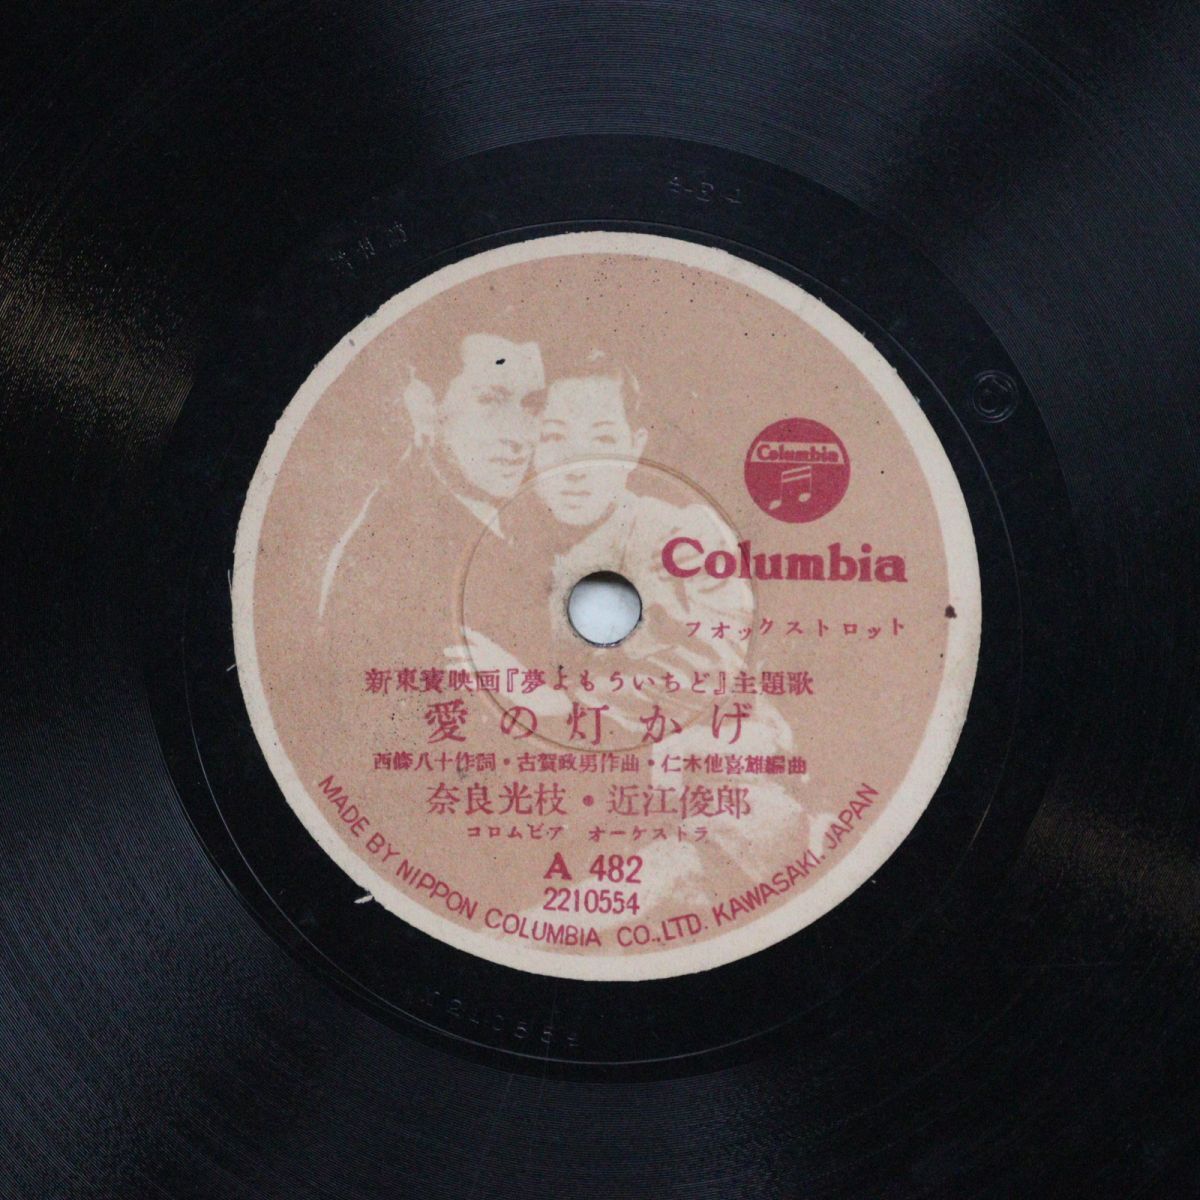 Columbia
Columbia
フオックストロット
新東宝映画『夢よもういちど』主題歌
愛の灯かげ
西條八十作詞・古賀政男作曲・仁木他喜雄編曲
奈良光枝・近江俊郎
コロムビア オーケストラ
A 482
2210554
MADE BY NIPPON COLUMBIA CO.,LTD. KAWASAKI. JAPAN